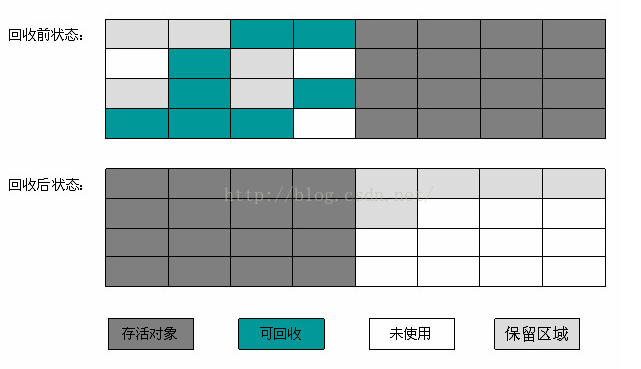 回收前状态：
回收后状态：
http://blog.csdn.net/
存活对象
可回收
未使用
保留区域